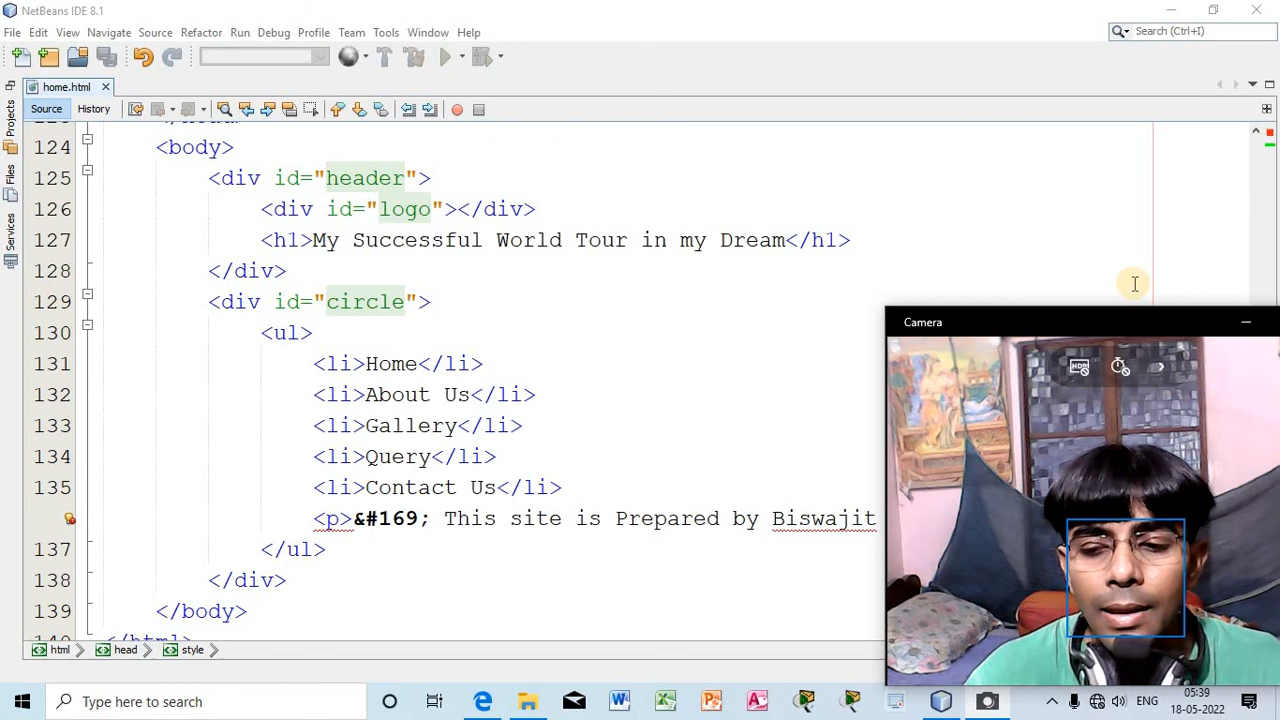 NetBeans IDE 8.1
File Edit View Navigate Source Refactor Run Debug Profile Team Tools Window Help
Search (Ctrl+I)
home.html
Source History
Projects
Files
Services
124 <body>
125 <div id="header">
126 <div id="logo"></div>
127 <h1>My Successful World Tour in my Dream</h1>
128 </div>
129 <div id="circle">
130 <ul>
131 <li>Home</li>
132 <li>About Us</li>
133 <li>Gallery</li>
134 <li>Query</li>
135 <li>Contact Us</li>
<p>&#169; This site is Prepared by Biswajit
137 </ul>
138 </div>
139 </body>
html head style
Camera
HDR
Type here to search
ENG
05:39
18-05-2022